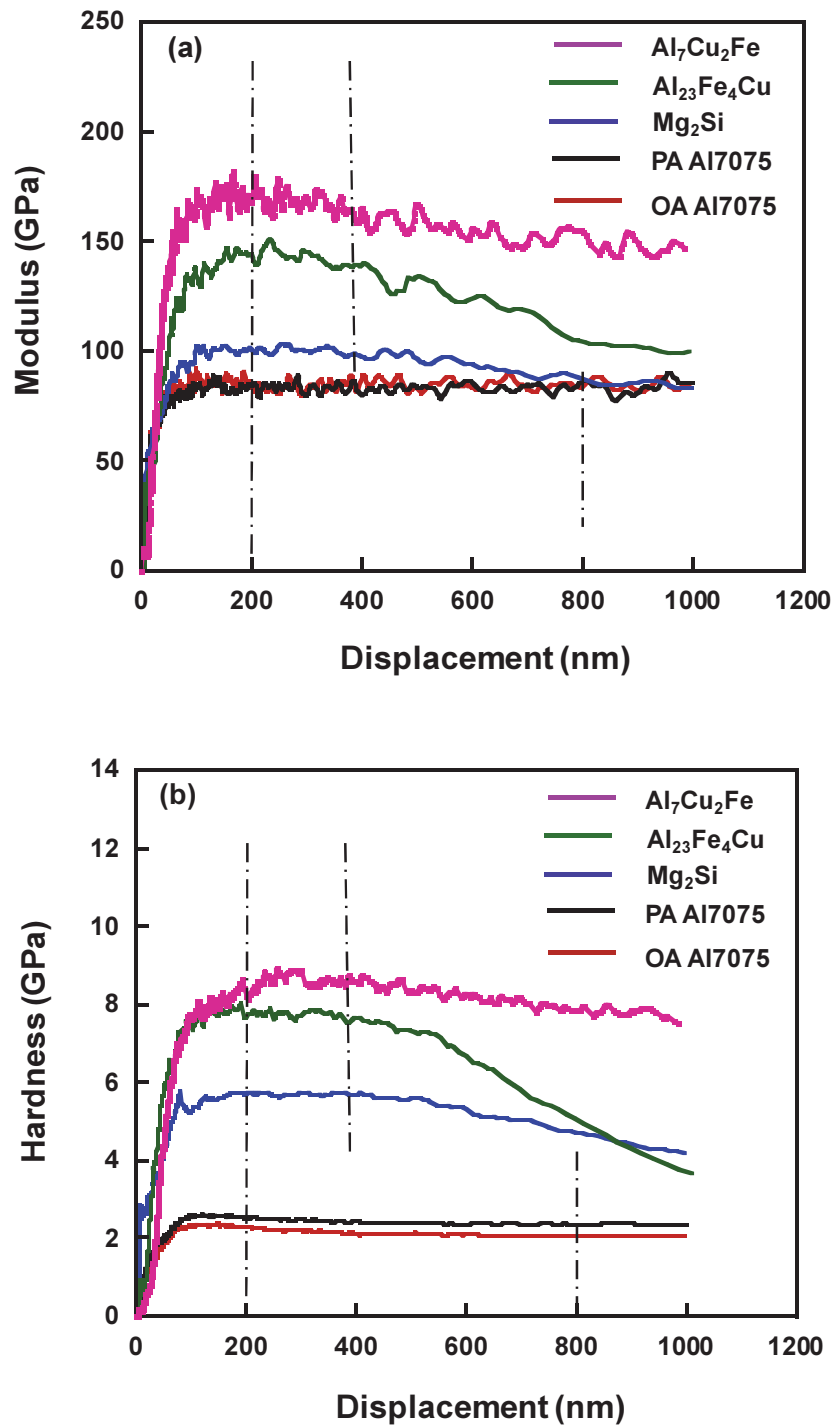 250
200
150
100
50
0
Modulus (GPa)
(a)
Al₇Cu₂Fe
Al₂₃Fe₄Cu
Mg₂Si
PA Al7075
OA Al7075
0 200 400 600 800 1000 1200
Displacement (nm)
14
12
10
8
6
4
2
0
Hardness (GPa)
(b)
Al₇Cu₂Fe
Al₂₃Fe₄Cu
Mg₂Si
PA Al7075
OA Al7075
0 200 400 600 800 1000 1200
Displacement (nm)